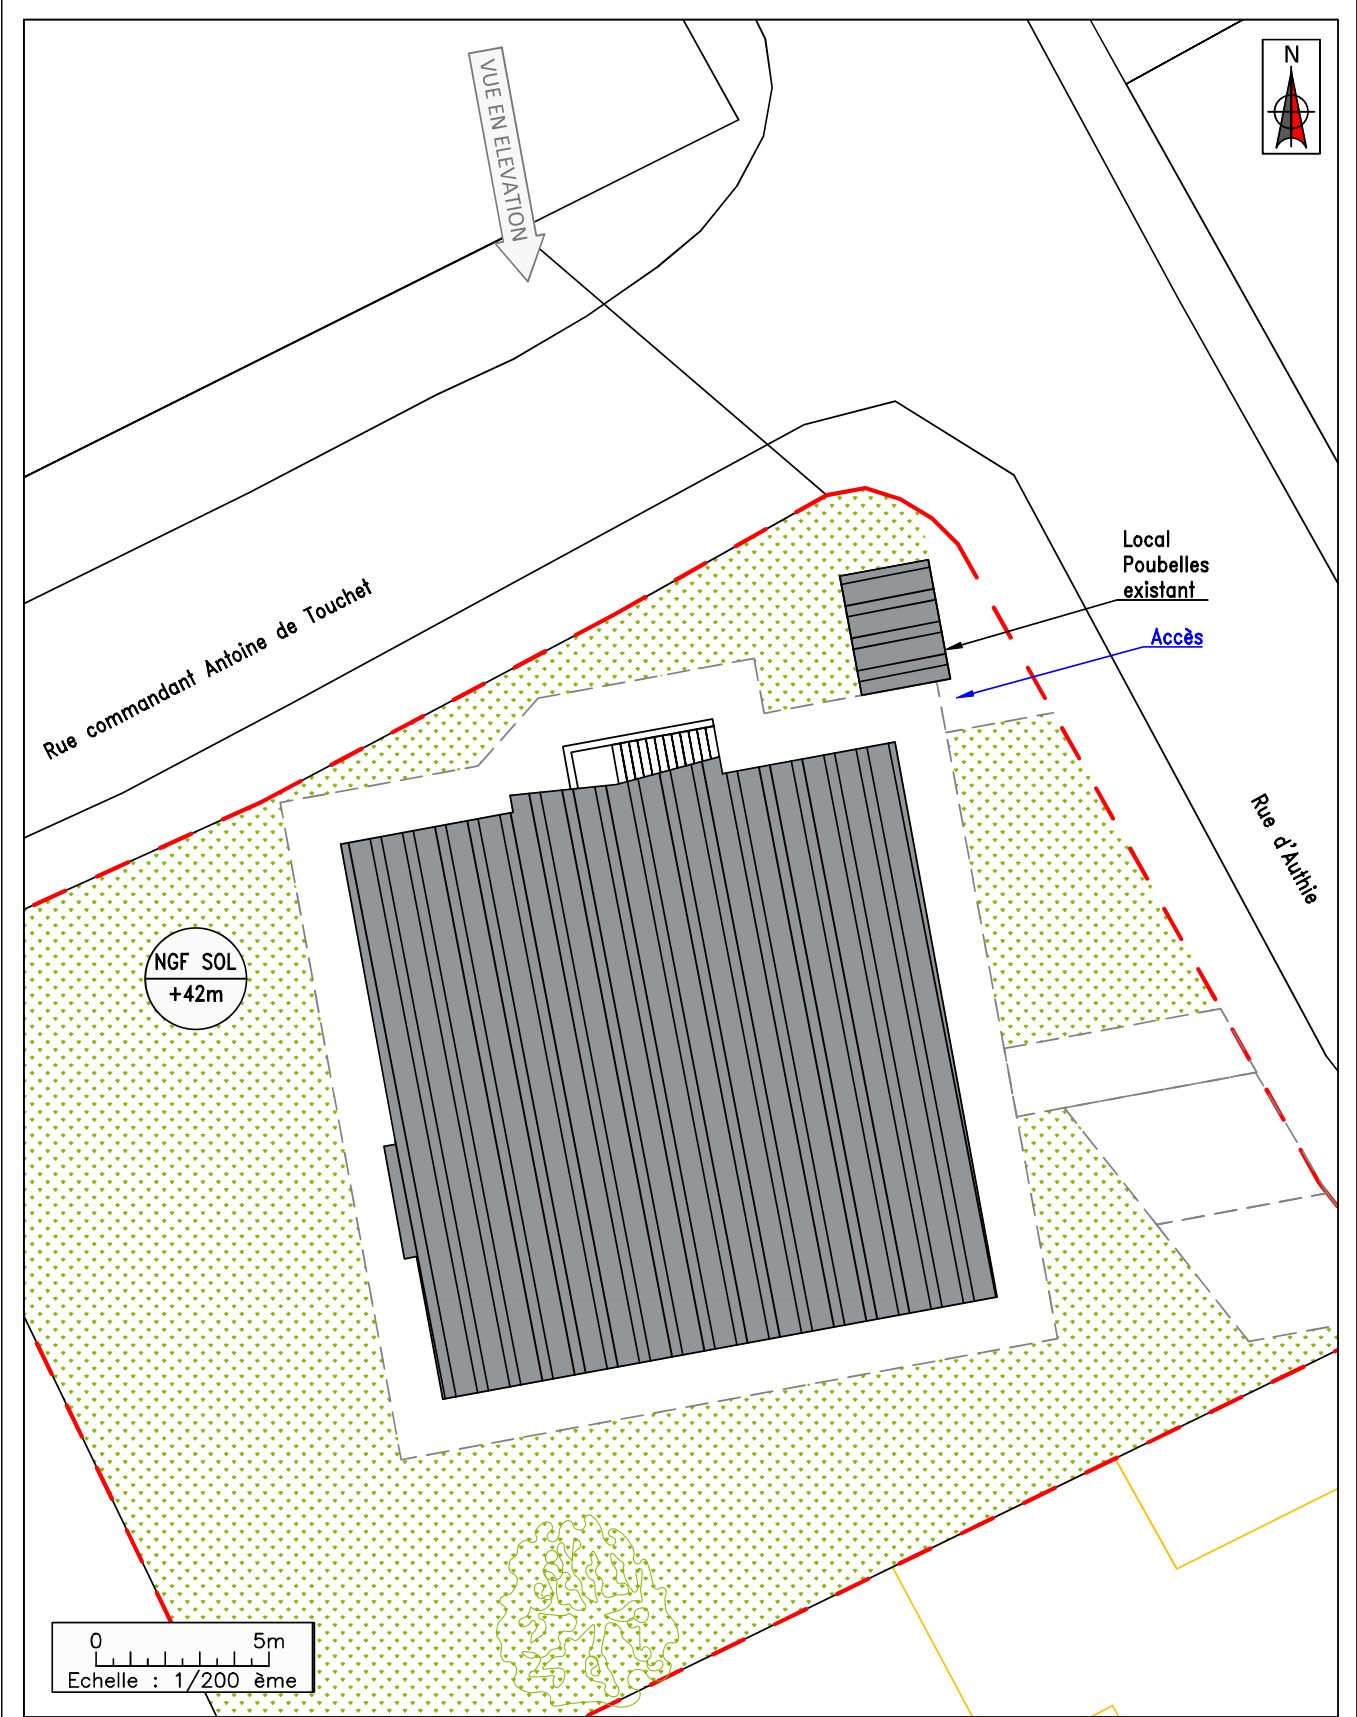 N
VUE EN ELEVATION
Local
Poubelles
existant
Accès
Rue commandant Antoine de Touchet
Rue d'Authie
NGF SOL
+42m
0 5m
Echelle : 1/200 ème